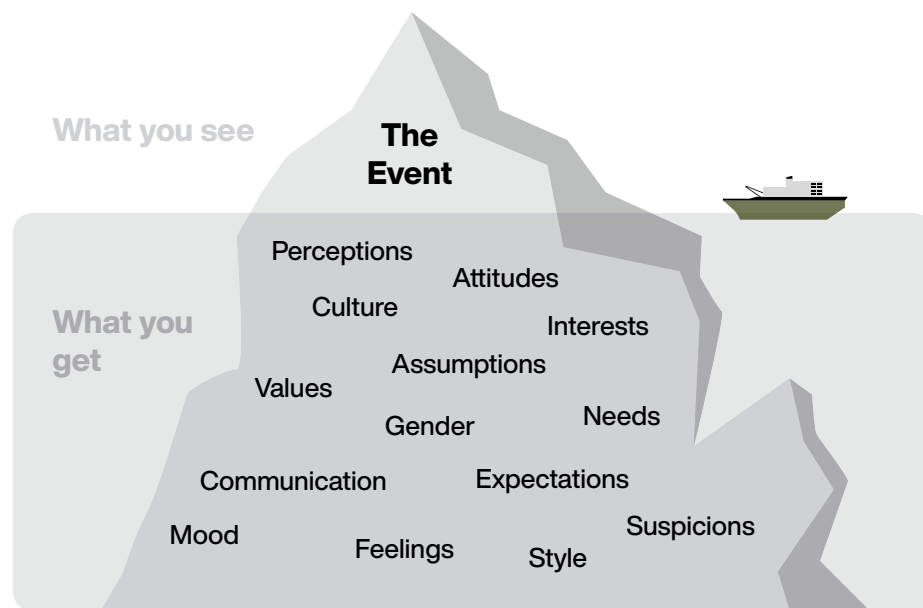 What you see
The
Event
What you
get
Perceptions
Attitudes
Culture
Interests
Assumptions
Values
Needs
Gender
Communication
Expectations
Suspicions
Mood
Feelings
Style